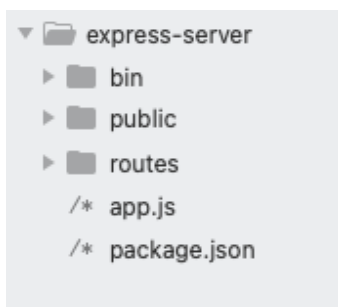 express-server
bin
public
routes
/* app.js
/* package.json